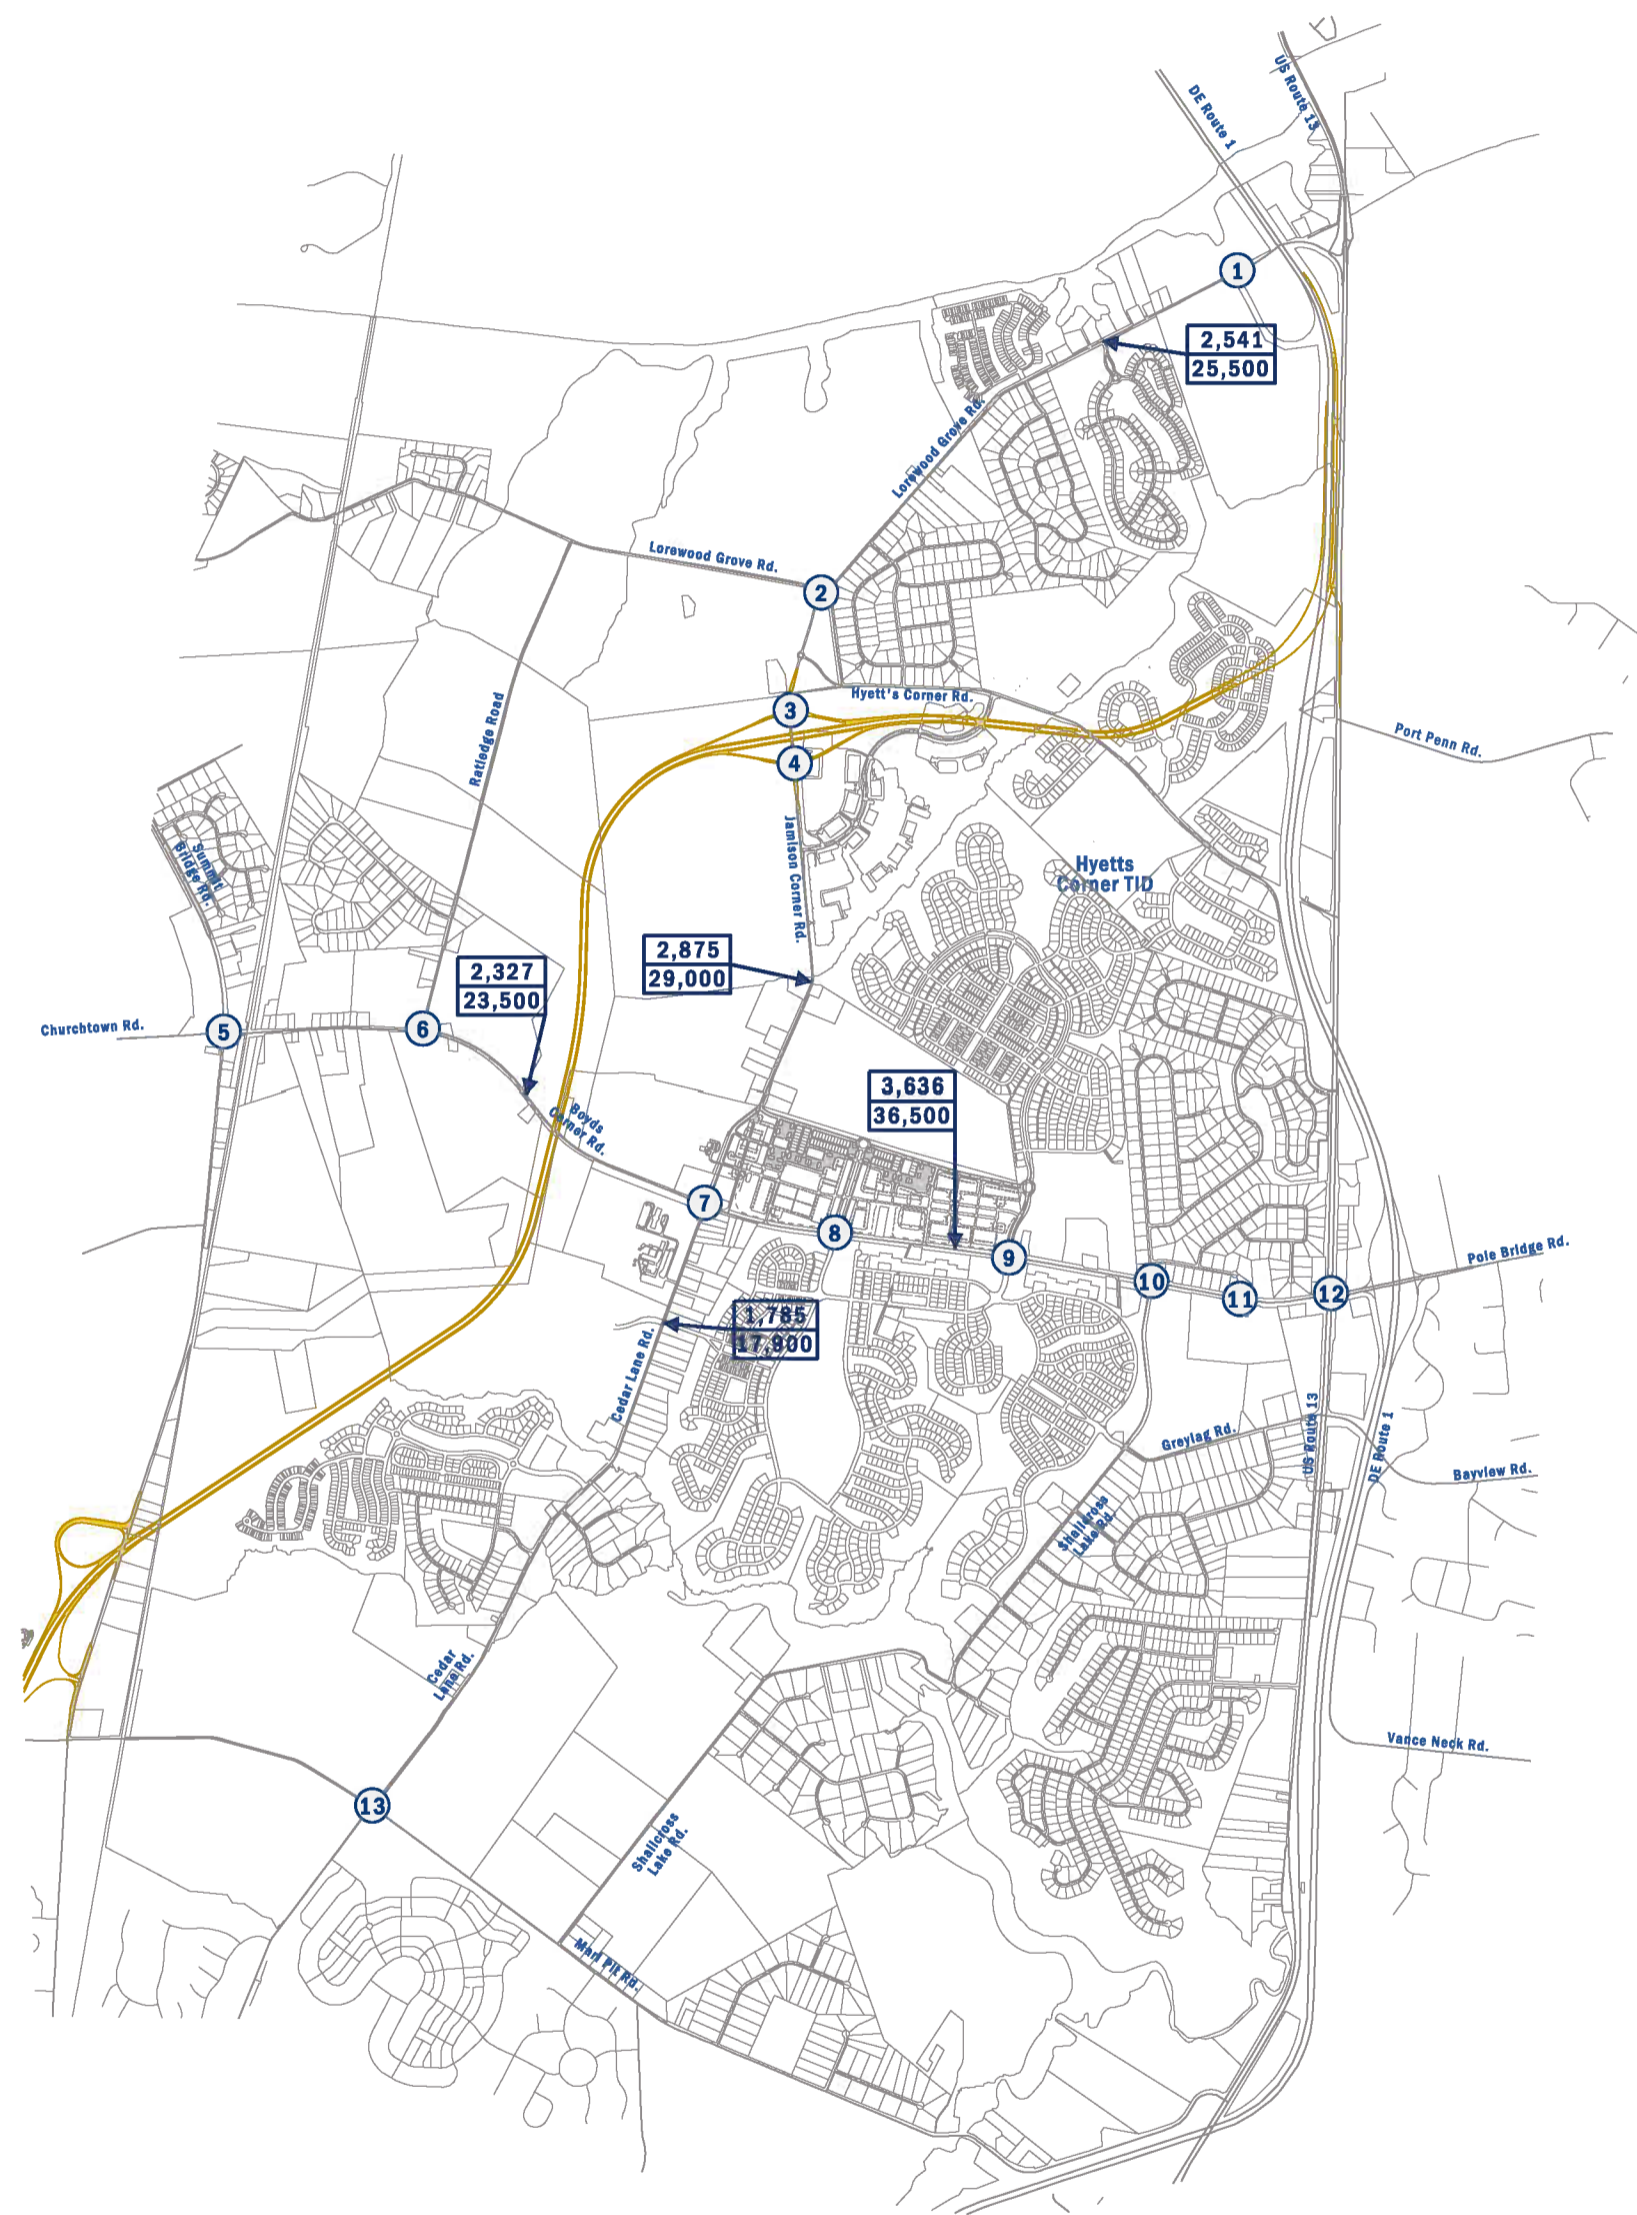 US Route 13
DE Route 1
1
2,541
25,500
Lorewood Grove Rd.
Lorewood Grove Rd.
2
Hyett's Corner Rd.
3
Ratledge Road
Port Penn Rd.
4
Jamison Corner Rd.
Summit
Bridge Rd.
Hyetts
Corner TID
2,875
29,000
2,327
23,500
Churchtown Rd.
5
6
3,636
36,500
Boyds
Corner Rd.
7
8
9
10
11
12
Pole Bridge Rd.
1,785
17,900
Cedar Lane Rd.
US Route 13
DE Route 1
Greylag Rd.
Bayview Rd.
Shallcross
Lake Rd.
Cedar
Lane Rd.
Vance Neck Rd.
13
Shallcross
Lake Rd.
Marl Pit Rd.